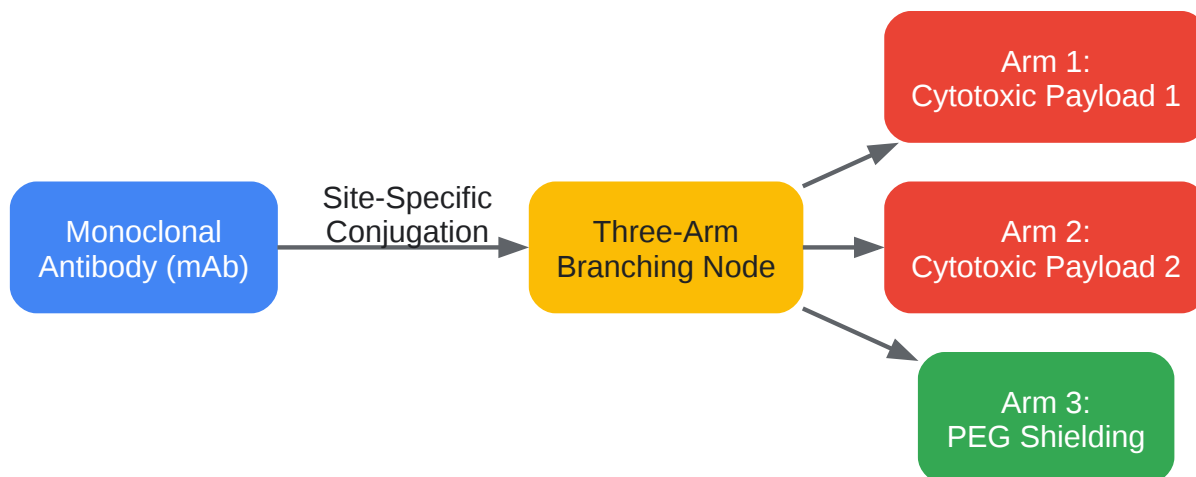 Monoclonal
Antibody (mAb)
Site-Specific
Conjugation
Three-Arm
Branching Node
Arm 1:
Cytotoxic Payload 1
Arm 2:
Cytotoxic Payload 2
Arm 3:
PEG Shielding